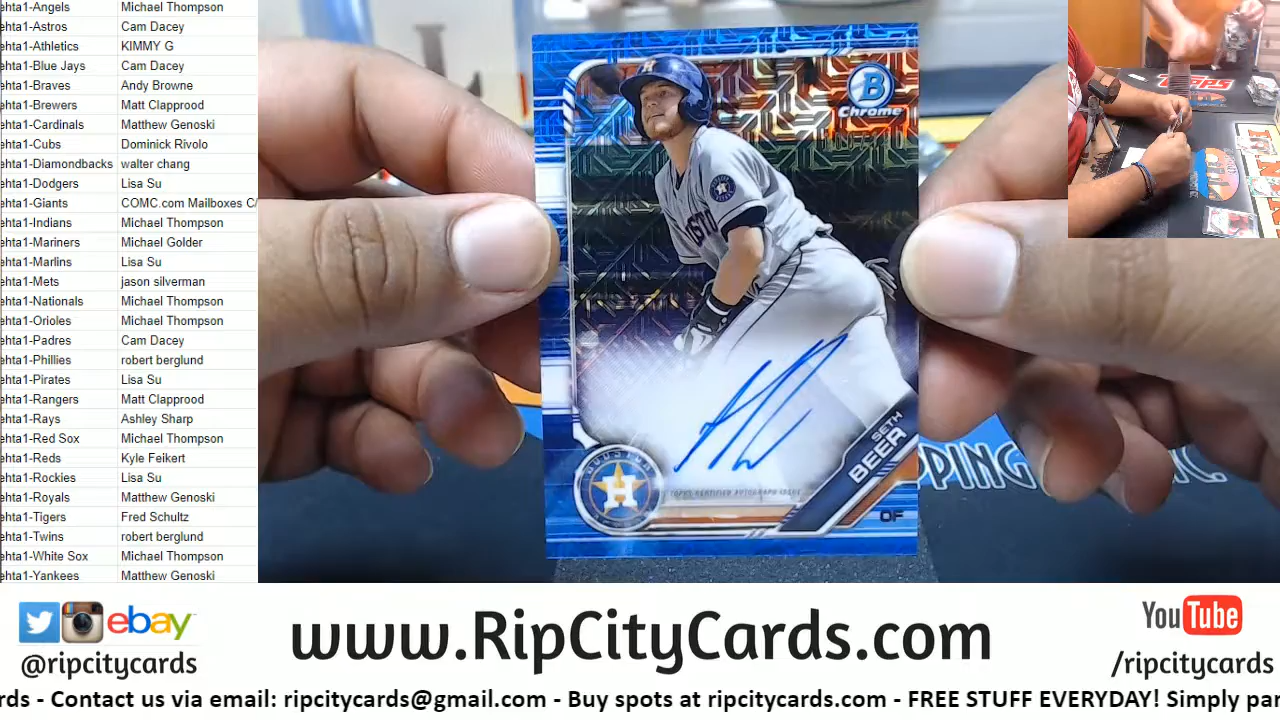 ehta1-Angels Michael Thompson
ehta1-Astros Cam Dacey
ehta1-Athletics KIMMY G
ehta1-Blue Jays Cam Dacey
ehta1-Braves Andy Browne
ehta1-Brewers Matt Clapprood
ehta1-Cardinals Matthew Genoski
ehta1-Cubs Dominick Rivolo
ehta1-Diamondbacks walter chang
ehta1-Dodgers Lisa Su
ehta1-Giants COMC.com Mailboxes C/
ehta1-Indians Michael Thompson
ehta1-Mariners Michael Golder
ehta1-Marlins Lisa Su
ehta1-Mets jason silverman
ehta1-Nationals Michael Thompson
ehta1-Orioles Michael Thompson
ehta1-Padres Cam Dacey
ehta1-Phillies robert berglund
ehta1-Pirates Lisa Su
ehta1-Rangers Matt Clapprood
ehta1-Rays Ashley Sharp
ehta1-Red Sox Michael Thompson
ehta1-Reds Kyle Feikert
ehta1-Rockies Lisa Su
ehta1-Royals Matthew Genoski
ehta1-Tigers Fred Schultz
ehta1-Twins robert berglund
ehta1-White Sox Michael Thompson
ehta1-Yankees Matthew Genoski
B
Chrome
HOUSTON
H
TOPPS CERTIFIED AUTOGRAPH ISSUE
SETH
BEER
OF
PPING
Topps
ebay
@ripcitycards
www.RipCityCards.com
YouTube
/ripcitycards
rds - Contact us via email: ripcitycards@gmail.com - Buy spots at ripcitycards.com - FREE STUFF EVERYDAY! Simply par